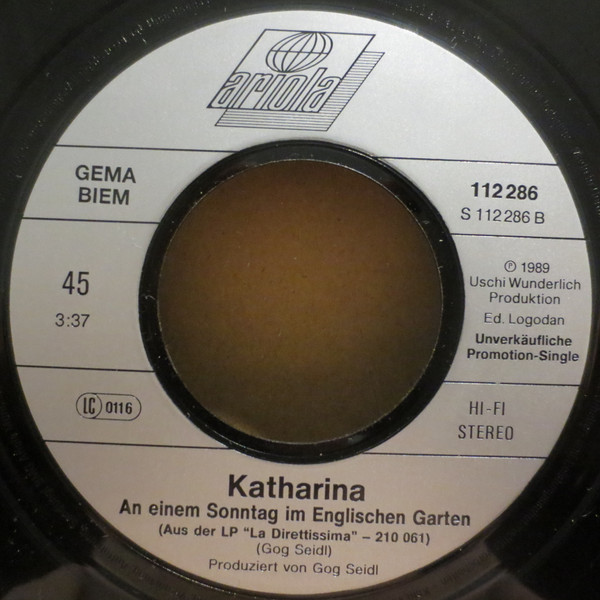 ariola
GEMA
BIEM
112 286
S 112 286 B
45
3:37
℗ 1989
Uschi Wunderlich
Produktion
Ed. Logodan
Unverkäufliche
Promotion-Single
LC 0116
HI-FI
STEREO
Katharina
An einem Sonntag im Englischen Garten
(Aus der LP "La Direttissima" – 210 061)
(Gog Seidl)
Produziert von Gog Seidl